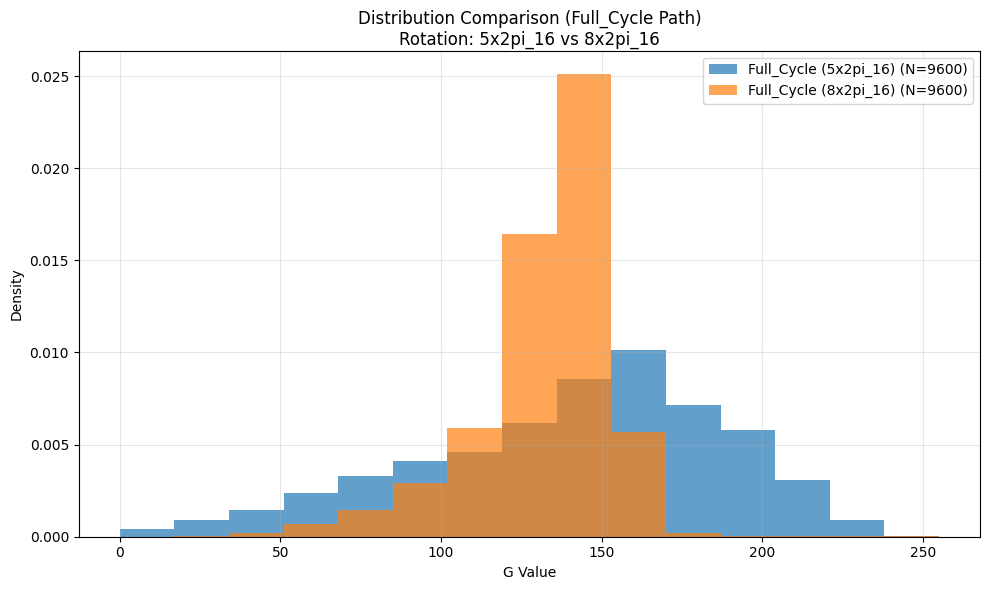 Distribution Comparison (Full_Cycle Path)
Rotation: 5x2pi_16 vs 8x2pi_16
Full_Cycle (5x2pi_16) (N=9600)
Full_Cycle (8x2pi_16) (N=9600)
0.025
0.020
0.015
0.010
0.005
0.000
Density
0 50 100 150 200 250
G Value